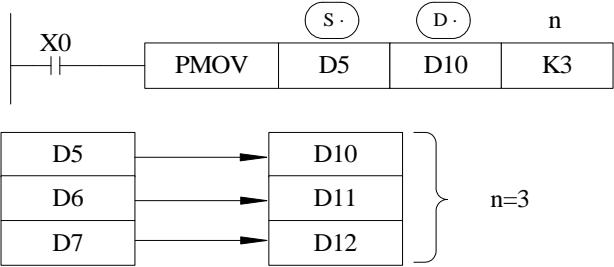 S · D · n
X0
PMOV D5 D10 K3
D5 D10
D6 D11 n=3
D7 D12